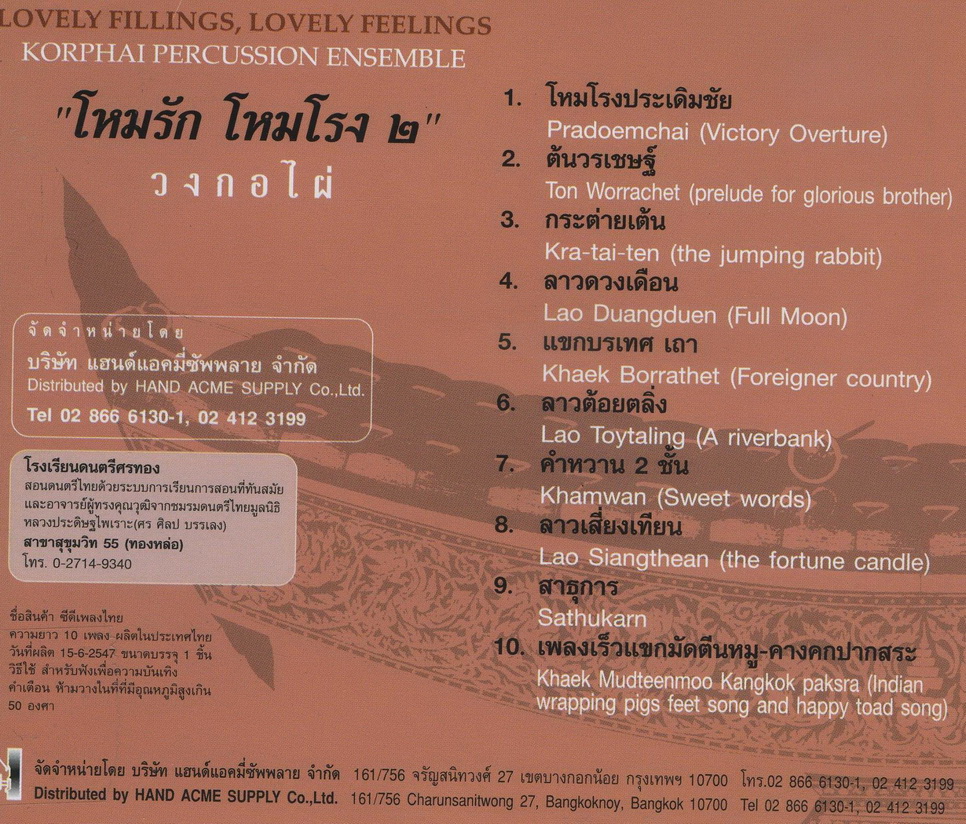 LOVELY FILLINGS, LOVELY FEELINGS
KORPHAI PERCUSSION ENSEMBLE
"โหมรัก โหมโรง ๒"
วงกอไผ่
1. โหมโรงประเดิมชัย
Pradoemchai (Victory Overture)
2. ต้นวรเชษฐ์
Ton Worrachet (prelude for glorious brother)
3. กระต่ายเต้น
Kra-tai-ten (the jumping rabbit)
4. ลาวดวงเดือน
Lao Duangduen (Full Moon)
5. แขกบรเทศ เถา
Khaek Borrathet (Foreigner country)
6. ลาวต้อยตลิ่ง
Lao Toytaling (A riverbank)
7. คำหวาน 2 ชั้น
Khamwan (Sweet words)
8. ลาวเสี่ยงเทียน
Lao Siangthean (the fortune candle)
9. สาธุการ
Sathukarn
10. เพลงเร็วแขกมัดตีนหมู-คางคกปากสระ
Khaek Mudteenmoo Kangkok paksra (Indian
wrapping pigs feet song and happy toad song)
จัดจำหน่ายโดย
บริษัท แฮนด์แอคมี่ซัพพลาย จำกัด
Distributed by HAND ACME SUPPLY Co.,Ltd.
Tel 02 866 6130-1, 02 412 3199
โรงเรียนดนตรีศรทอง
สอนดนตรีไทยด้วยระบบการเรียนการสอนที่ทันสมัย
และอาจารย์ผู้ทรงคุณวุฒิจากชมรมดนตรีไทยมูลนิธิ
หลวงประดิษฐไพเราะ(ศร ศิลป บรรเลง)
สาขาสุขุมวิท 55 (ทองหล่อ)
โทร. 0-2714-9340
ชื่อสินค้า ซีดีเพลงไทย
ความยาว 10 เพลง ผลิตในประเทศไทย
วันที่ผลิต 15-6-2547 ขนาดบรรจุ 1 ชิ้น
วิธีใช้ สำหรับฟังเพื่อความบันเทิง
คำเตือน ห้ามวางในที่ที่มีอุณหภูมิสูงเกิน
50 องศา
จัดจำหน่ายโดย บริษัท แฮนด์แอคมี่ซัพพลาย จำกัด 161/756 จรัญสนิทวงศ์ 27 เขตบางกอกน้อย กรุงเทพฯ 10700 โทร.02 866 6130-1, 02 412 3199
Distributed by HAND ACME SUPPLY Co.,Ltd. 161/756 Charunsanitwong 27, Bangkoknoy, Bangkok 10700 Tel 02 866 6130-1, 02 412 3199